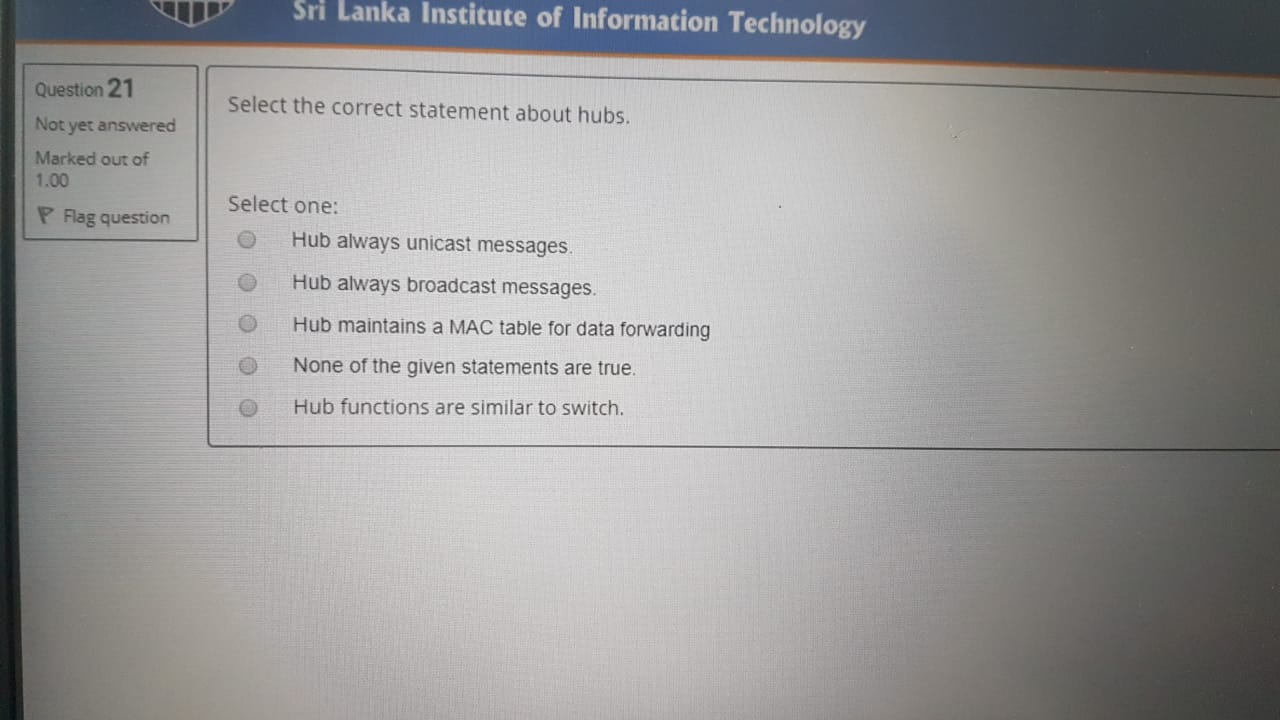 Sri Lanka Institute of Information Technology
Question 21
Not yet answered
Marked out of
1.00
Flag question
Select the correct statement about hubs.
Select one:
Hub always unicast messages.
Hub always broadcast messages.
Hub maintains a MAC table for data forwarding
None of the given statements are true.
Hub functions are similar to switch.